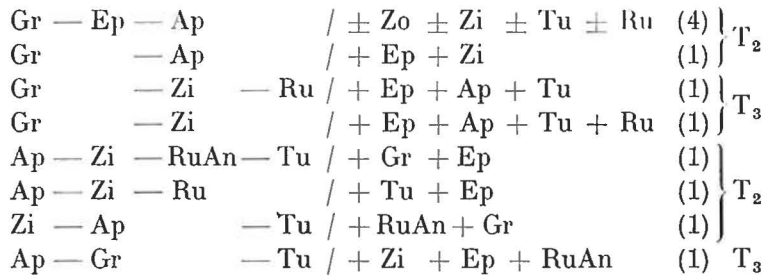 Gr — Ep — Ap / ± Zo ± Zi ± Tu ± Ru (4)
Gr — Ap / + Ep + Zi (1) T₂
Gr — Zi — Ru / + Ep + Ap + Tu (1)
Gr — Zi / + Ep + Ap + Tu + Ru (1) T₃
Ap — Zi — RuAn — Tu / + Gr + Ep (1)
Ap — Zi — Ru / + Tu + Ep (1) T₂
Zi — Ap — Tu / + RuAn + Gr (1)
Ap — Gr — Tu / + Zi + Ep + RuAn (1) T₃